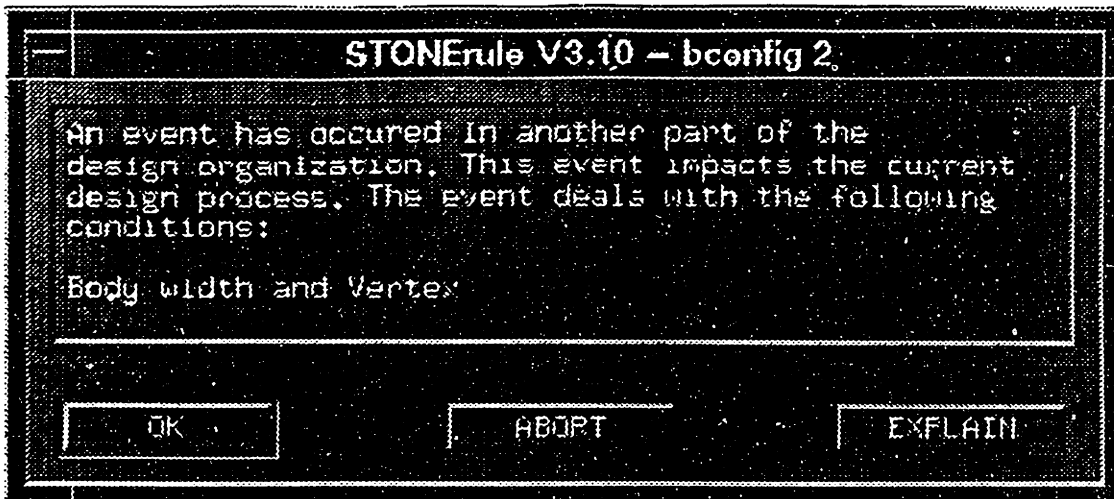 STONErule V3.10 – bconfig 2
An event has occured in another part of the
design organization. This event impacts the current
design process. The event deals with the following
conditions:
Body width and Vertex
OK ABORT EXPLAIN